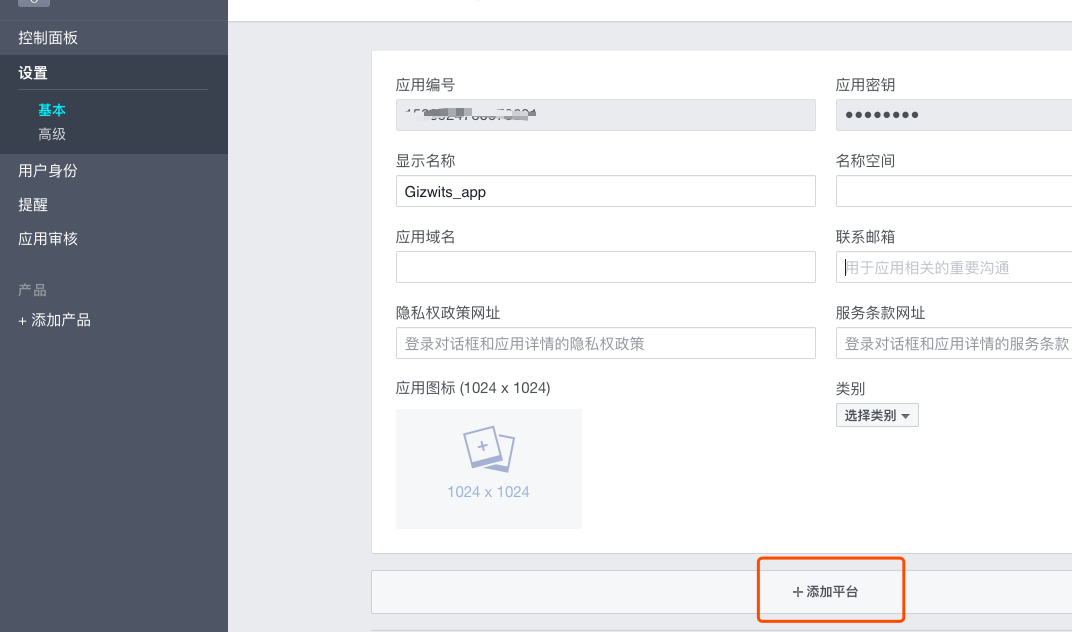 控制面板
设置
基本
高级
用户身份
提醒
应用审核
产品
+ 添加产品
应用编号
应用密钥
●●●●●●●●
显示名称
名称空间
Gizwits_app
应用域名
联系邮箱
用于应用相关的重要沟通
隐私权政策网址
服务条款网址
登录对话框和应用详情的隐私权政策
登录对话框和应用详情的服务条款
应用图标 (1024 x 1024)
类别
选择类别
1024 x 1024
+ 添加平台